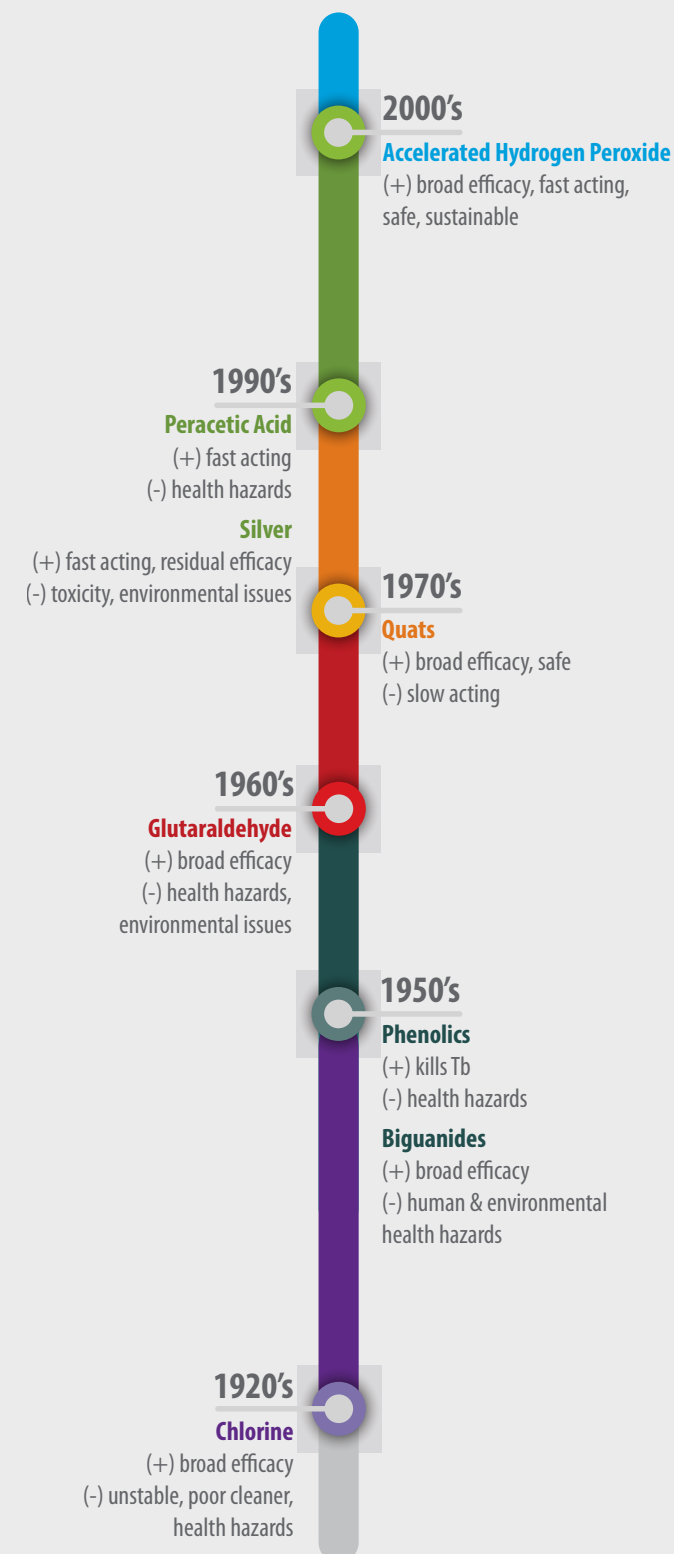 2000's
Accelerated Hydrogen Peroxide
(+) broad efficacy, fast acting,
safe, sustainable
1990's
Peracetic Acid
(+) fast acting
(-) health hazards
Silver
(+) fast acting, residual efficacy
(-) toxicity, environmental issues
1970's
Quats
(+) broad efficacy, safe
(-) slow acting
1960's
Glutaraldehyde
(+) broad efficacy
(-) health hazards,
environmental issues
1950's
Phenolics
(+) kills Tb
(-) health hazards
Biguanides
(+) broad efficacy
(-) human & environmental
health hazards
1920's
Chlorine
(+) broad efficacy
(-) unstable, poor cleaner,
health hazards